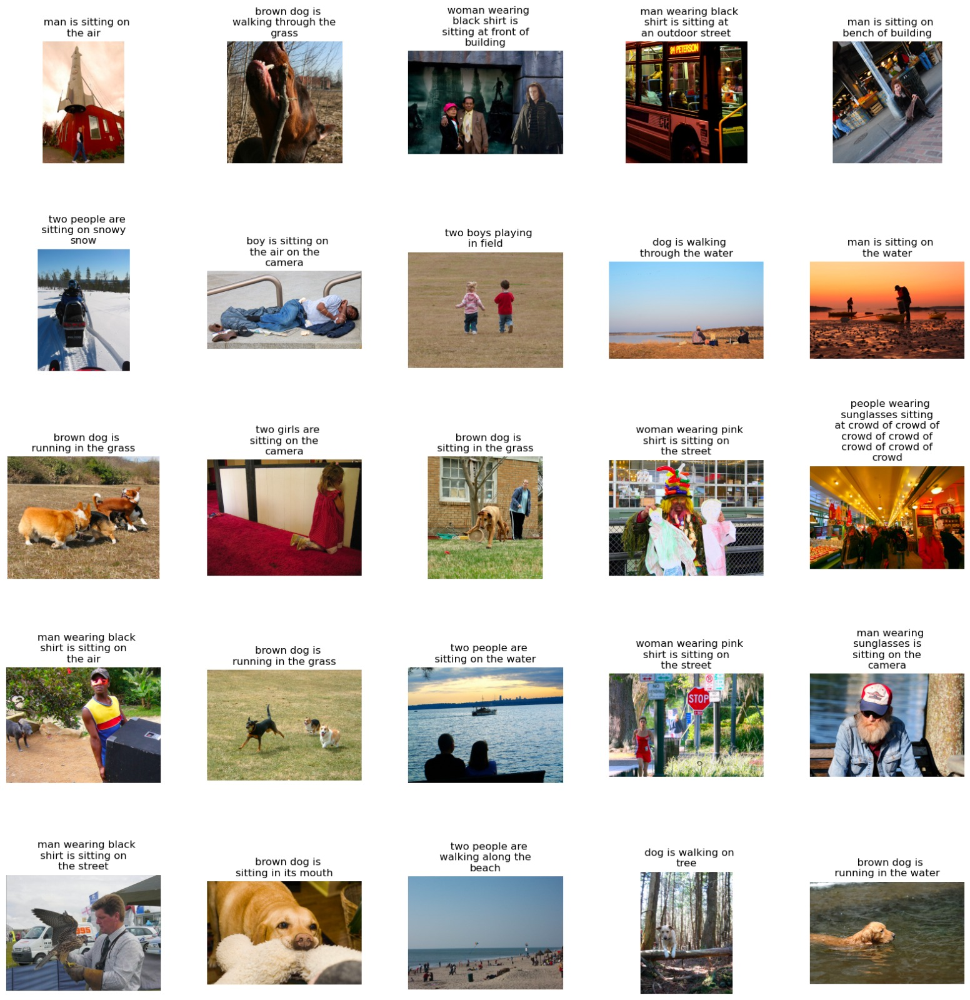 man is sitting on
the air
brown dog is
walking through the
grass
woman wearing
black shirt is
sitting at front of
building
man wearing black
shirt is sitting at
an outdoor street
man is sitting on
bench of building
94 PETERSON
two people are
sitting on snowy
snow
boy is sitting on
the air on the
camera
two boys playing
in field
dog is walking
through the water
man is sitting on
the water
brown dog is
running in the grass
two girls are
sitting on the
camera
brown dog is
sitting in the grass
woman wearing pink
shirt is sitting on
the street
people wearing
sunglasses sitting
at crowd of crowd of
crowd of crowd of
crowd of crowd of
crowd
man wearing black
shirt is sitting on
the air
brown dog is
running in the grass
two people are
sitting on the water
woman wearing pink
shirt is sitting on
the street
man wearing
sunglasses is
sitting on the
camera
NO
VENDING
STOP
man wearing black
shirt is sitting on
the street
brown dog is
sitting in its mouth
two people are
walking along the
beach
dog is walking on
tree
brown dog is
running in the water